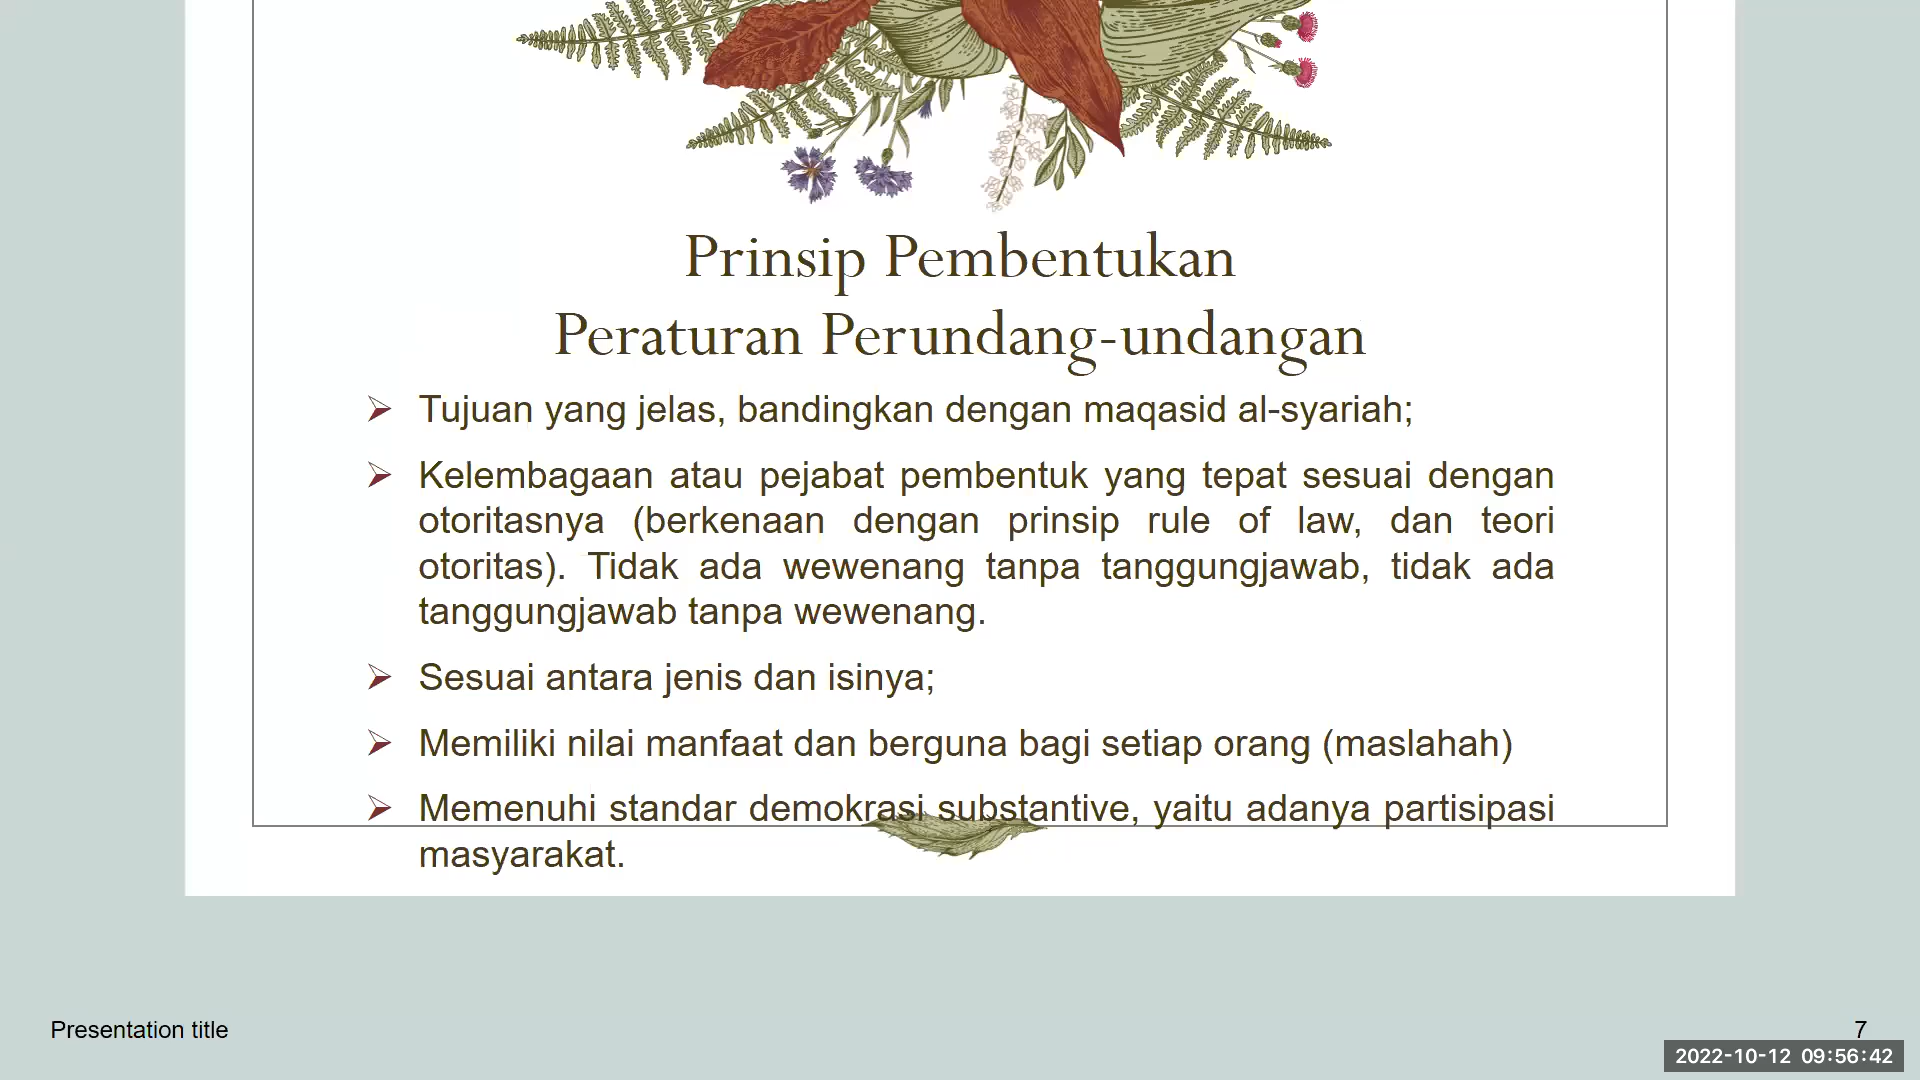 Prinsip Pembentukan
Peraturan Perundang-undangan
Tujuan yang jelas, bandingkan dengan maqasid al-syariah;
Kelembagaan atau pejabat pembentuk yang tepat sesuai dengan
otoritasnya (berkenaan dengan prinsip rule of law, dan teori
otoritas). Tidak ada wewenang tanpa tanggungjawab, tidak ada
tanggungjawab tanpa wewenang.
Sesuai antara jenis dan isinya;
Memiliki nilai manfaat dan berguna bagi setiap orang (maslahah)
Memenuhi standar demokrasi substantive, yaitu adanya partisipasi
masyarakat.
Presentation title
7
2022-10-12 09:56:42